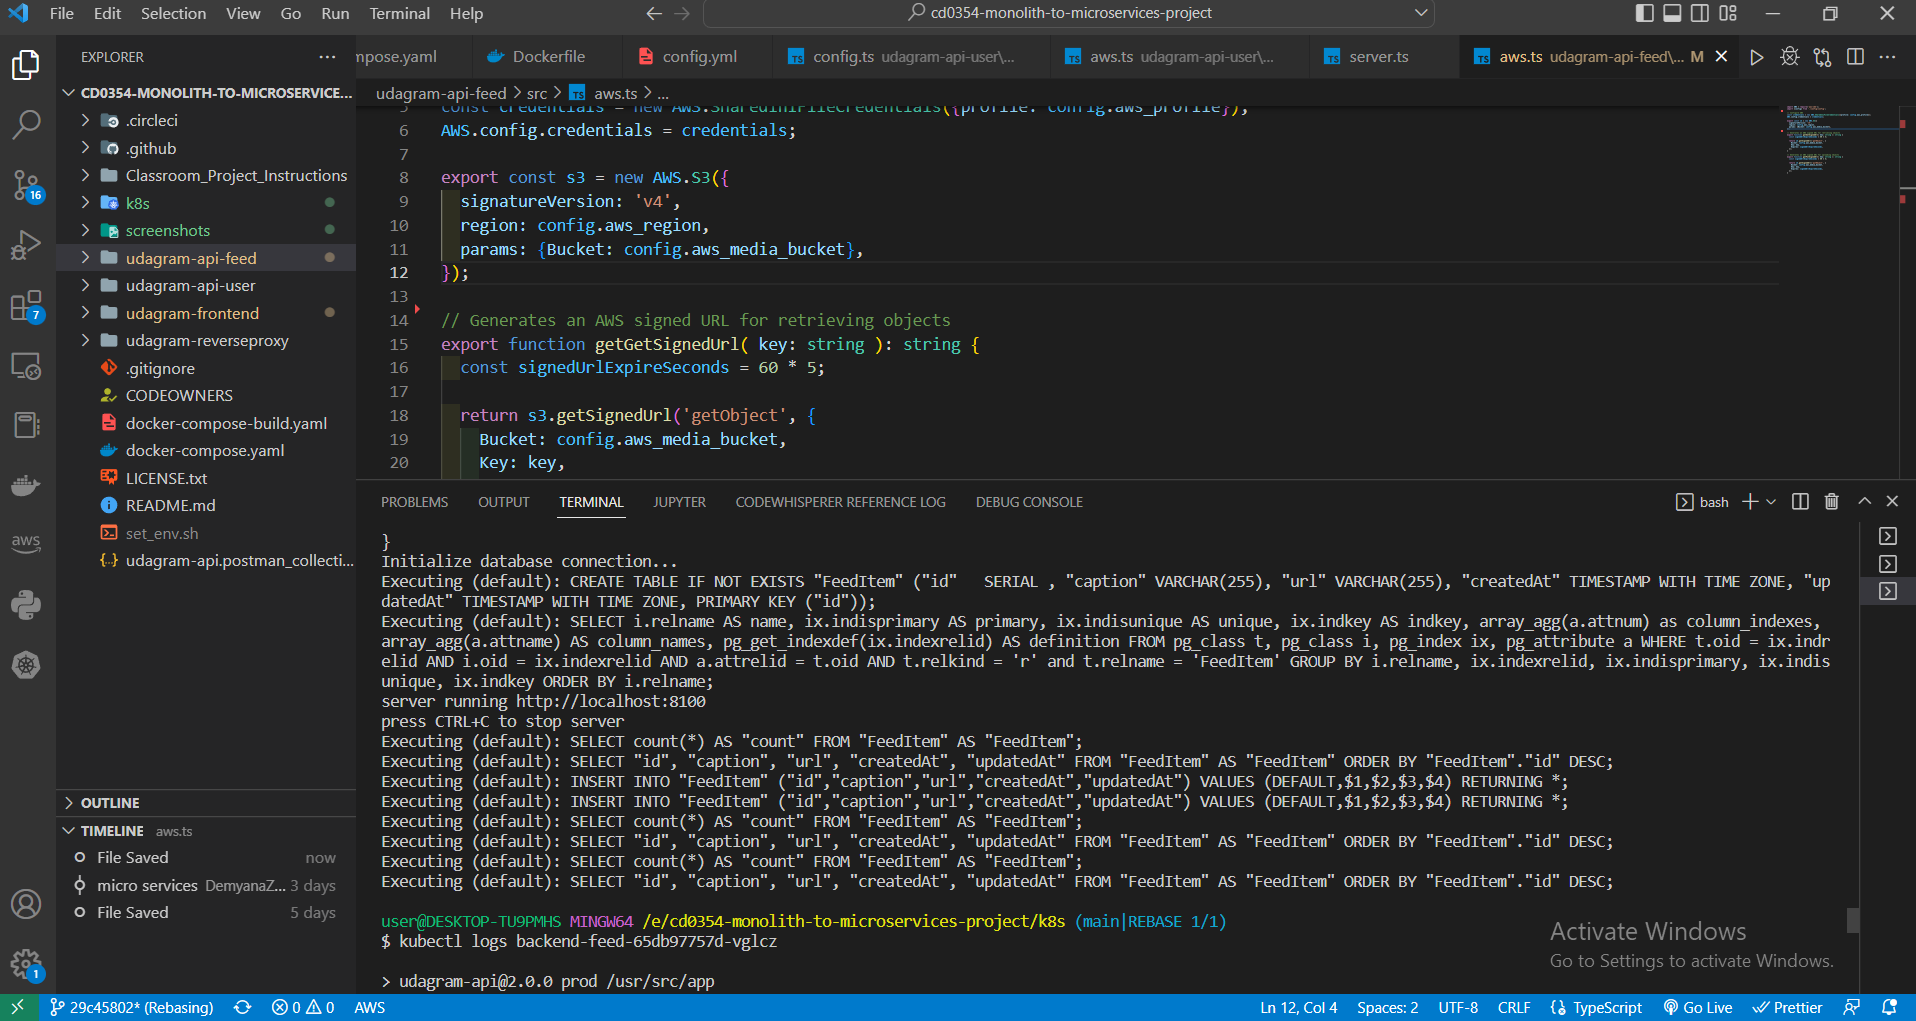 File Edit Selection View Go Run Terminal Help
cd0354-monolith-to-microservices-project
EXPLORER
mpose.yaml
Dockerfile
config.yml
config.ts udagram-api-user\...
aws.ts udagram-api-user\...
server.ts
aws.ts udagram-api-feed\... M
CD0354-MONOLITH-TO-MICROSERVICE...
.circleci
.github
Classroom_Project_Instructions
k8s
screenshots
udagram-api-feed
udagram-api-user
udagram-frontend
udagram-reverseproxy
.gitignore
CODEOWNERS
docker-compose-build.yaml
docker-compose.yaml
LICENSE.txt
README.md
set_env.sh
udagram-api.postman_collecti...
OUTLINE
TIMELINE aws.ts
File Saved now
micro services DemyanaZ... 3 days
File Saved 5 days
16
7
aws
1
udagram-api-feed > src > aws.ts > ...
5 const credentials = new AWS.SharedIniFileCredentials({profile: config.aws_profile});
6 AWS.config.credentials = credentials;
7
8 export const s3 = new AWS.S3({
9 signatureVersion: 'v4',
10 region: config.aws_region,
11 params: {Bucket: config.aws_media_bucket},
12 });
13
14 // Generates an AWS signed URL for retrieving objects
15 export function getGetSignedUrl( key: string ): string {
16 const signedUrlExpireSeconds = 60 * 5;
17
18 return s3.getSignedUrl('getObject', {
19 Bucket: config.aws_media_bucket,
20 Key: key,
PROBLEMS OUTPUT TERMINAL JUPYTER CODEWHISPERER REFERENCE LOG DEBUG CONSOLE
bash
}
Initialize database connection...
Executing (default): CREATE TABLE IF NOT EXISTS "FeedItem" ("id"   SERIAL , "caption" VARCHAR(255), "url" VARCHAR(255), "createdAt" TIMESTAMP WITH TIME ZONE, "up
datedAt" TIMESTAMP WITH TIME ZONE, PRIMARY KEY ("id"));
Executing (default): SELECT i.relname AS name, ix.indisprimary AS primary, ix.indisunique AS unique, ix.indkey AS indkey, array_agg(a.attnum) as column_indexes,
array_agg(a.attname) AS column_names, pg_get_indexdef(ix.indexrelid) AS definition FROM pg_class t, pg_class i, pg_index ix, pg_attribute a WHERE t.oid = ix.indr
elid AND i.oid = ix.indexrelid AND a.attrelid = t.oid AND t.relkind = 'r' and t.relname = 'FeedItem' GROUP BY i.relname, ix.indexrelid, ix.indisprimary, ix.indis
unique, ix.indkey ORDER BY i.relname;
server running http://localhost:8100
press CTRL+C to stop server
Executing (default): SELECT count(*) AS "count" FROM "FeedItem" AS "FeedItem";
Executing (default): SELECT "id", "caption", "url", "createdAt", "updatedAt" FROM "FeedItem" AS "FeedItem" ORDER BY "FeedItem"."id" DESC;
Executing (default): INSERT INTO "FeedItem" ("id","caption","url","createdAt","updatedAt") VALUES (DEFAULT,$1,$2,$3,$4) RETURNING *;
Executing (default): INSERT INTO "FeedItem" ("id","caption","url","createdAt","updatedAt") VALUES (DEFAULT,$1,$2,$3,$4) RETURNING *;
Executing (default): SELECT count(*) AS "count" FROM "FeedItem" AS "FeedItem";
Executing (default): SELECT "id", "caption", "url", "createdAt", "updatedAt" FROM "FeedItem" AS "FeedItem" ORDER BY "FeedItem"."id" DESC;
Executing (default): SELECT count(*) AS "count" FROM "FeedItem" AS "FeedItem";
Executing (default): SELECT "id", "caption", "url", "createdAt", "updatedAt" FROM "FeedItem" AS "FeedItem" ORDER BY "FeedItem"."id" DESC;
user@DESKTOP-TU9PMHS MINGW64 /e/cd0354-monolith-to-microservices-project/k8s (main|REBASE 1/1)
$ kubectl logs backend-feed-65db97757d-vglcz
> udagram-api@2.0.0 prod /usr/src/app
Activate Windows
Go to Settings to activate Windows.
29c45802* (Rebasing) 0 0 AWS
Ln 12, Col 4 Spaces: 2 UTF-8 CRLF TypeScript Go Live Prettier